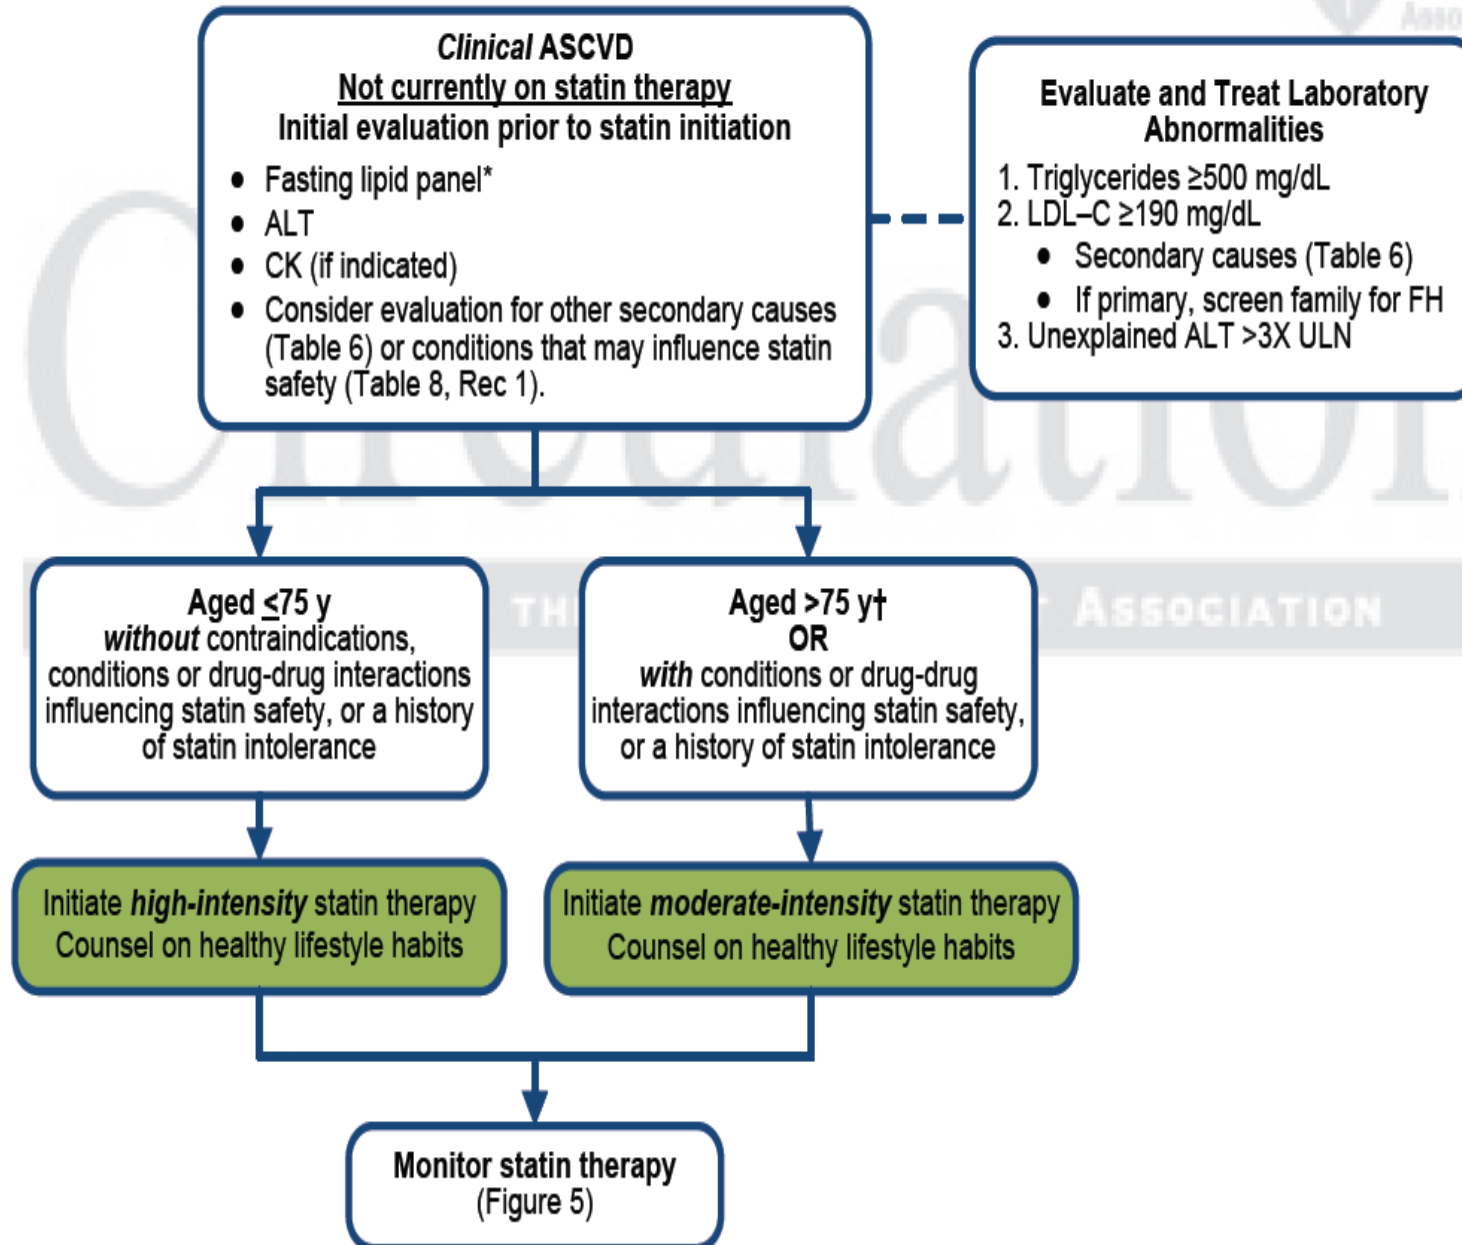 Asso
Clinical ASCVD
Not currently on statin therapy
Initial evaluation prior to statin initiation
• Fasting lipid panel*
• ALT
• CK (if indicated)
• Consider evaluation for other secondary causes
(Table 6) or conditions that may influence statin
safety (Table 8, Rec 1).
Evaluate and Treat Laboratory
Abnormalities
1. Triglycerides ≥500 mg/dL
2. LDL–C ≥190 mg/dL
• Secondary causes (Table 6)
• If primary, screen family for FH
3. Unexplained ALT >3X ULN
Aged ≤75 y
without contraindications,
conditions or drug-drug interactions
influencing statin safety, or a history
of statin intolerance
Aged >75 y†
OR
with conditions or drug-drug
interactions influencing statin safety,
or a history of statin intolerance
TH
ASSOCIATION
Initiate high-intensity statin therapy
Counsel on healthy lifestyle habits
Initiate moderate-intensity statin therapy
Counsel on healthy lifestyle habits
Monitor statin therapy
(Figure 5)